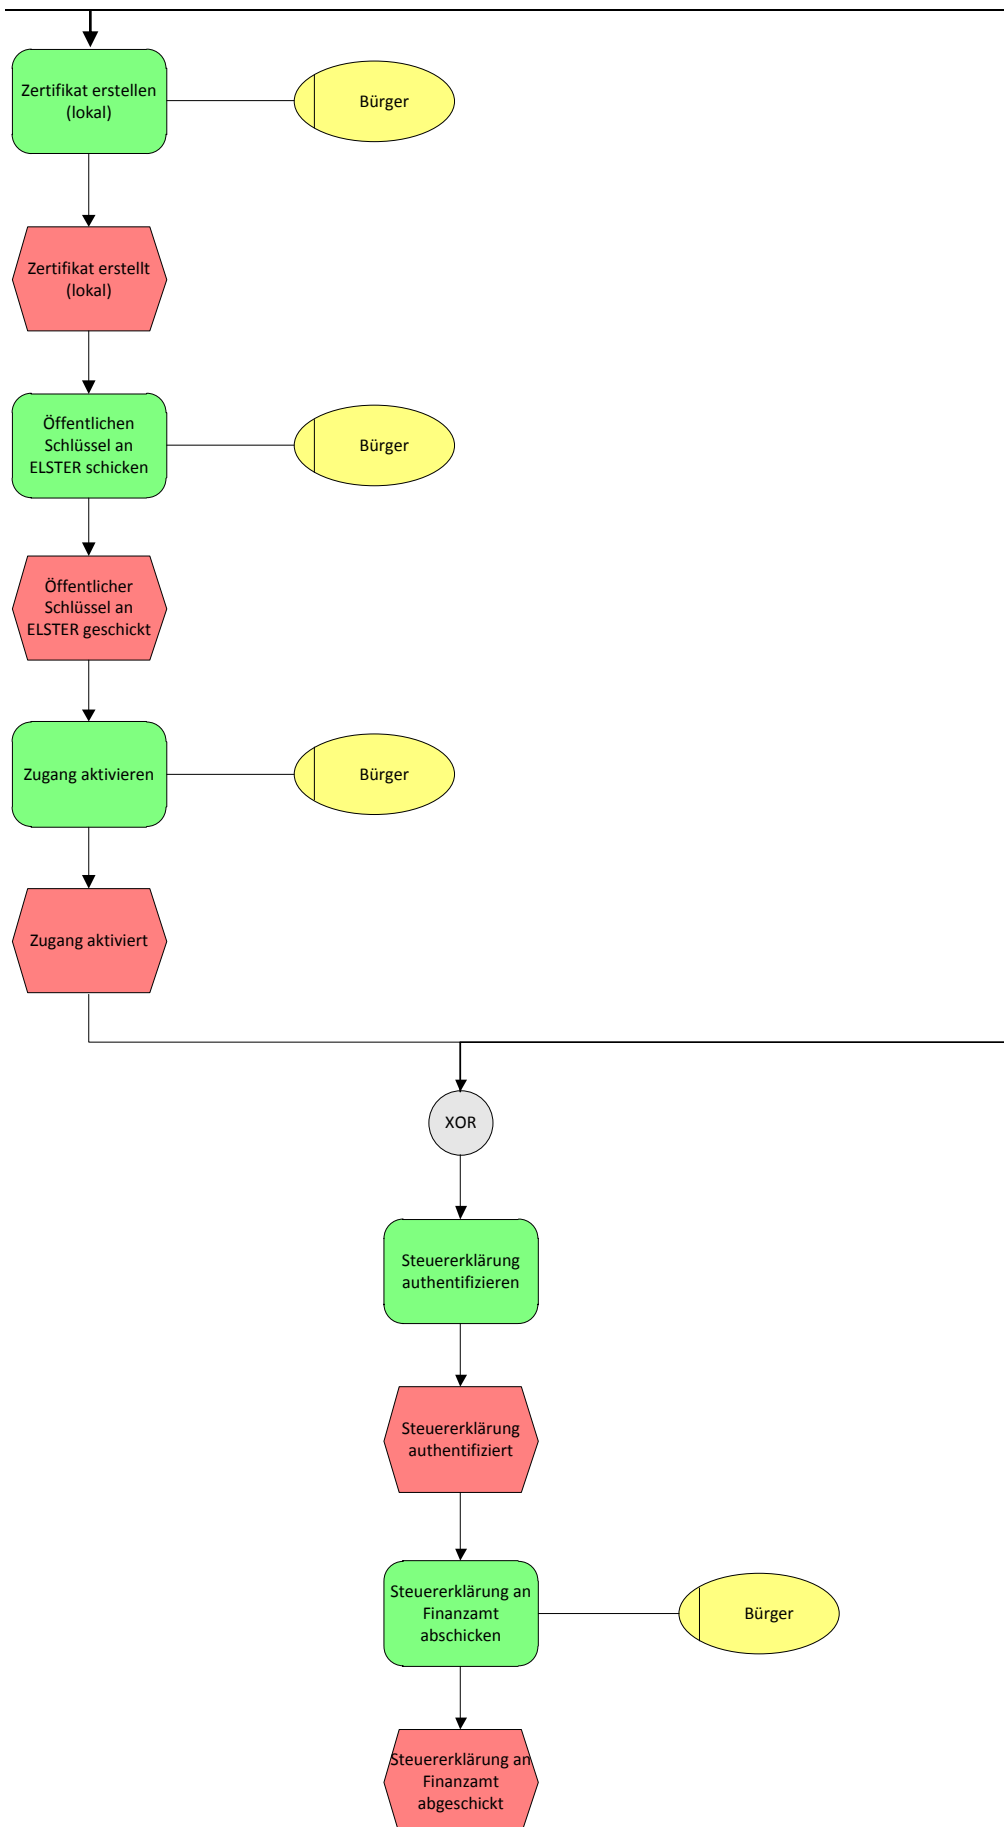 Zertifikat erstellen
(lokal)
Bürger
Zertifikat erstellt
(lokal)
Öffentlichen
Schlüssel an
ELSTER schicken
Bürger
Öffentlicher
Schlüssel an
ELSTER geschickt
Zugang aktivieren
Bürger
Zugang aktiviert
XOR
Steuererklärung
authentifizieren
Steuererklärung
authentifiziert
Steuererklärung an
Finanzamt
abschicken
Bürger
Steuererklärung an
Finanzamt
abgeschickt